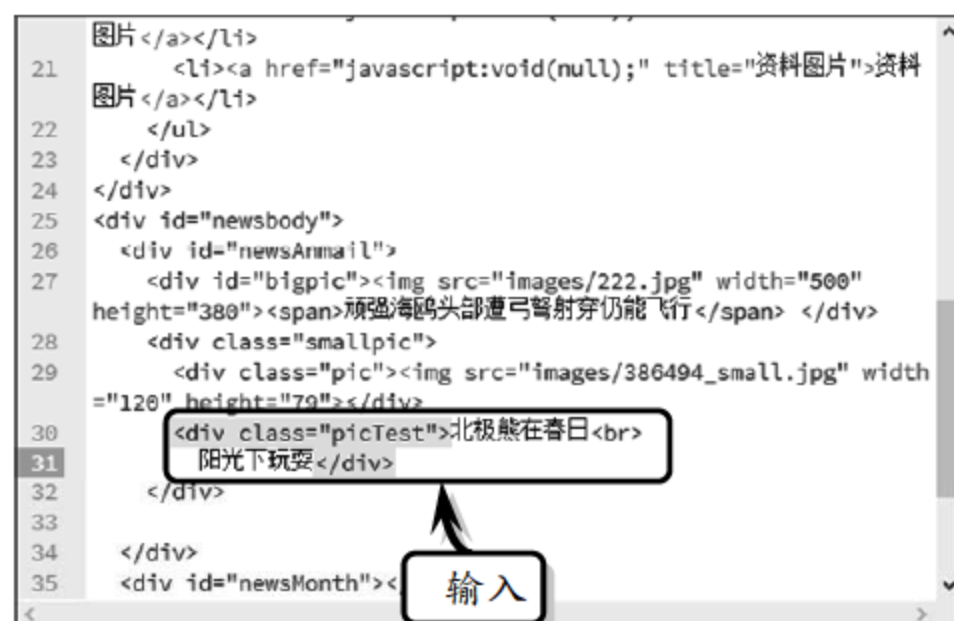 图片</a></li>
21 <li><a href="javascript:void(null);" title="资料图片">资料
图片</a></li>
22 </ul>
23 </div>
24 </div>
25 <div id="newsbody">
26 <div id="newsAnmail">
27 <div id="bigpic"><img src="images/222.jpg" width="500"
height="380"><span>顽强海鸥头部遭弓弩射穿仍能飞行</span> </div>
28 <div class="smallpic">
29 <div class="pic"><img src="images/386494_small.jpg" width
="120" height="79"></div>
30 <div class="picTest">北极熊在春日<br>
31 阳光下玩耍</div>
32 </div>
33
34 </div>
35 <div id="newsMonth"><
输入